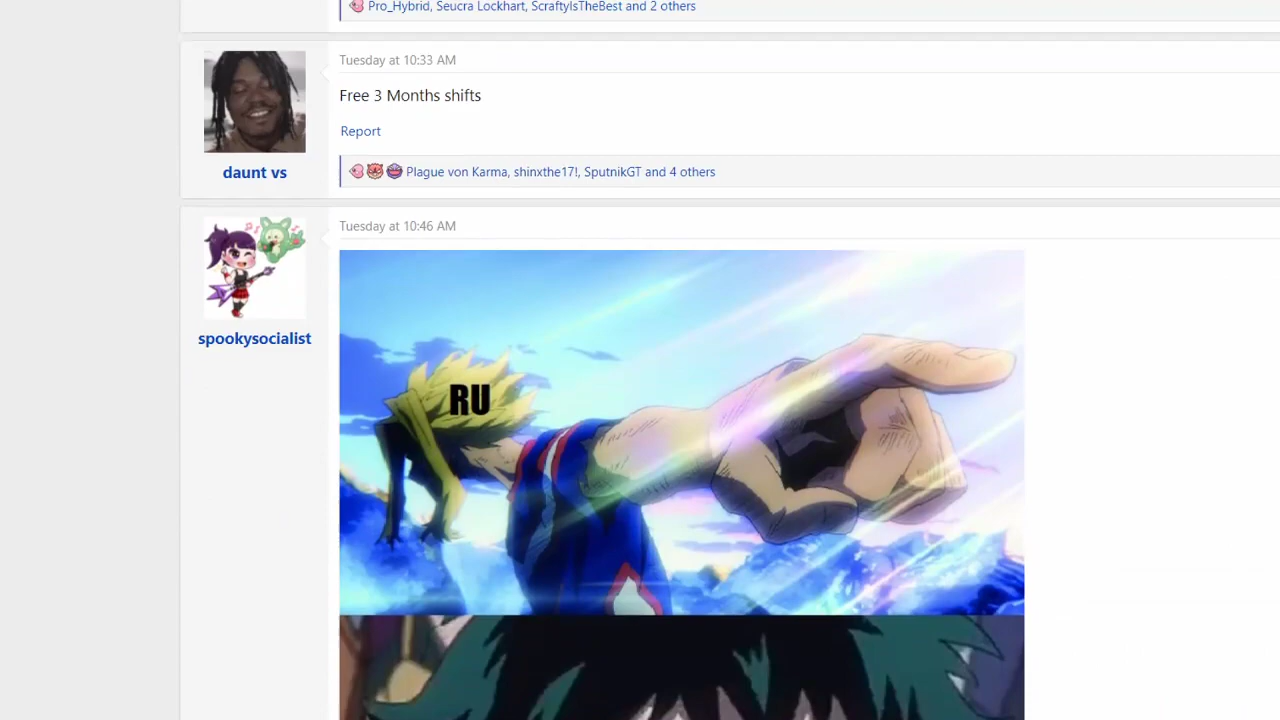 Pro_Hybrid, Seucra Lockhart, ScraftyIsTheBest and 2 others
Tuesday at 10:33 AM
Free 3 Months shifts
Report
daunt vs
Plague von Karma, shinxthe17!, SputnikGT and 4 others
Tuesday at 10:46 AM
spookysocialist
RU